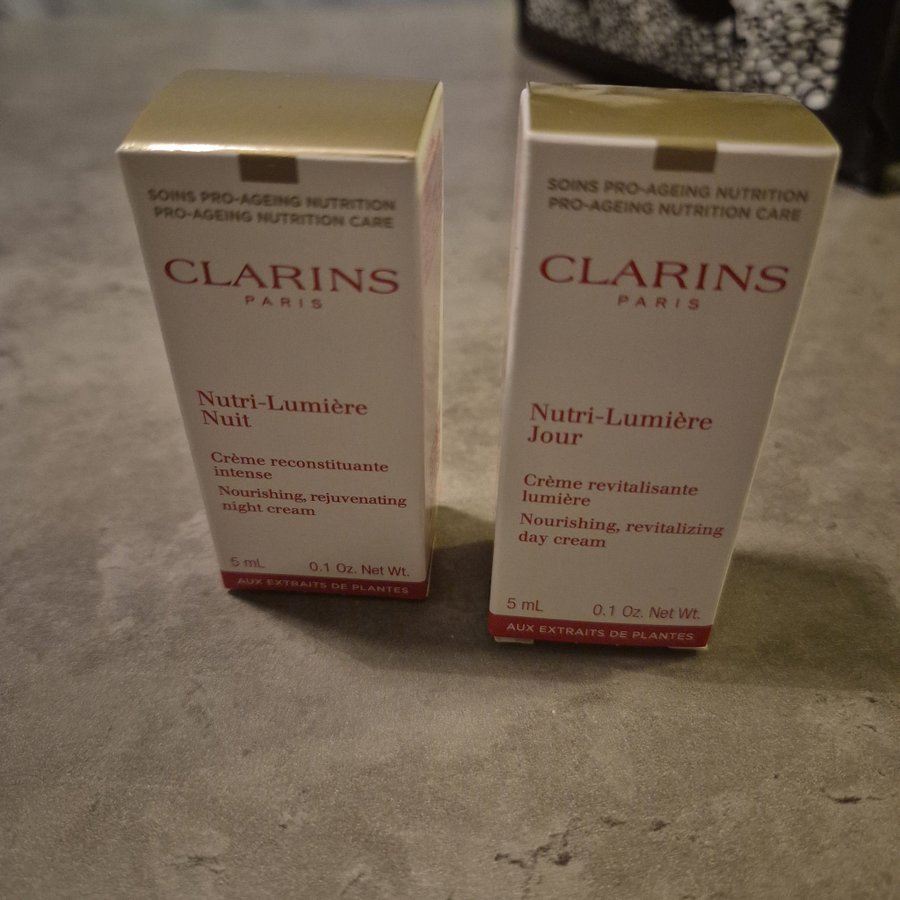 SOINS PRO-AGEING NUTRITION
PRO-AGEING NUTRITION CARE
CLARINS
PARIS
Nutri-Lumière
Nuit
Crème reconstituante
intense
Nourishing, rejuvenating
night cream
5 mL 0.1 Oz. Net Wt.
AUX EXTRAITS DE PLANTES
SOINS PRO-AGEING NUTRITION
PRO-AGEING NUTRITION CARE
CLARINS
PARIS
Nutri-Lumière
Jour
Crème revitalisante
lumière
Nourishing, revitalizing
day cream
5 mL 0.1 Oz. Net Wt.
AUX EXTRAITS DE PLANTES